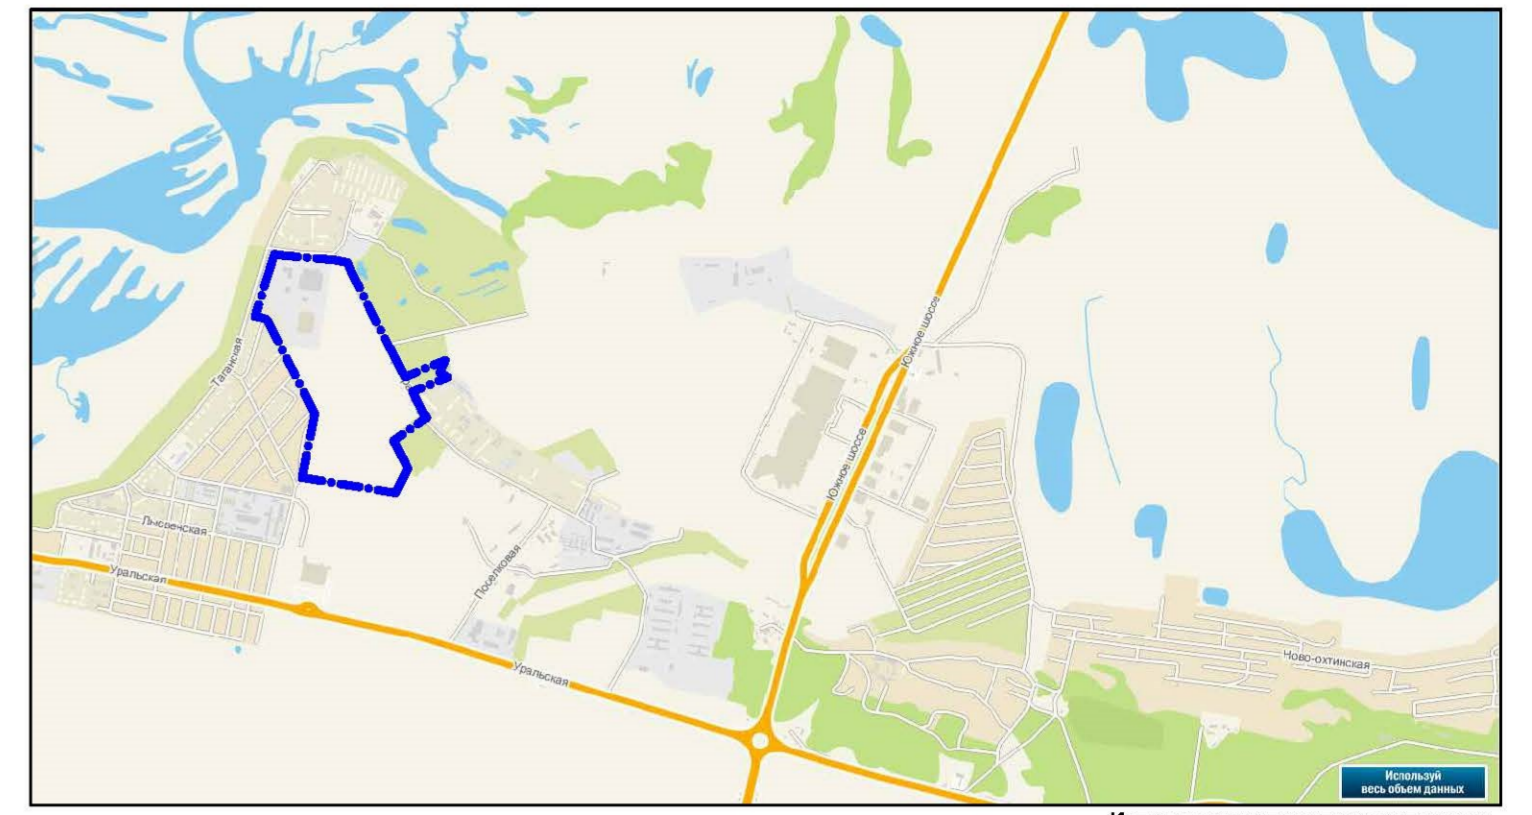 Южное шоссе
Таганская
Южное шоссе
Лысвенская
Поселковая
Уральская
Ново-охтинская
Уральская
Используй
весь объем данных